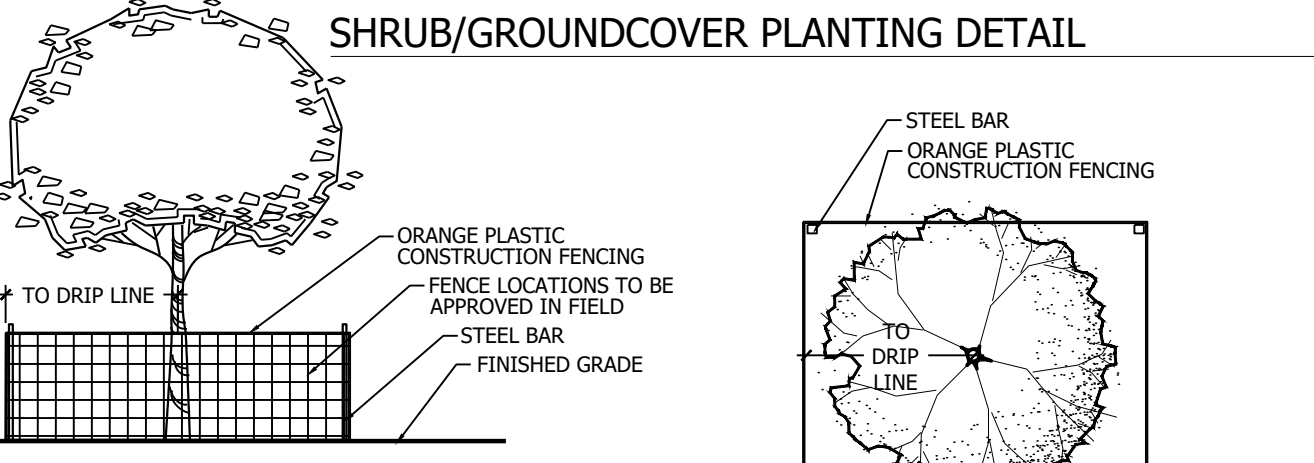 SHRUB/GROUNDCOVER PLANTING DETAIL
ORANGE PLASTIC
CONSTRUCTION FENCING
FENCE LOCATIONS TO BE
APPROVED IN FIELD
TO DRIP LINE
STEEL BAR
FINISHED GRADE
STEEL BAR
ORANGE PLASTIC
CONSTRUCTION FENCING
TO
DRIP
LINE